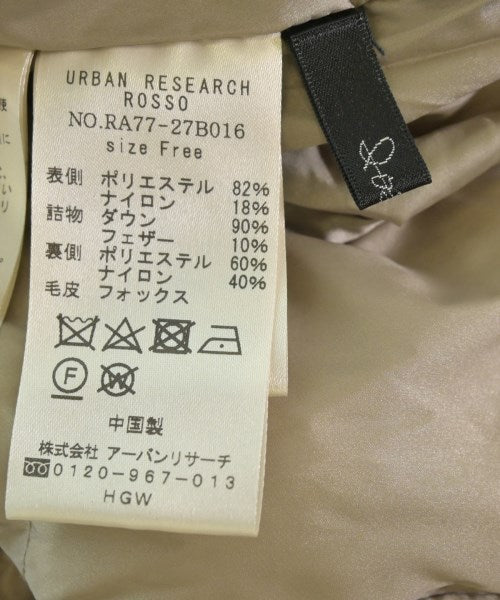 URBAN RESEARCH
ROSSO
NO.RA77-27B016
size Free
表側 ポリエステル 82%
ナイロン 18%
詰物 ダウン 90%
フェザー 10%
裏側 ポリエステル 60%
ナイロン 40%
毛皮 フォックス
F W
中国製
株式会社 アーバンリサーチ
0120-967-013
HGW